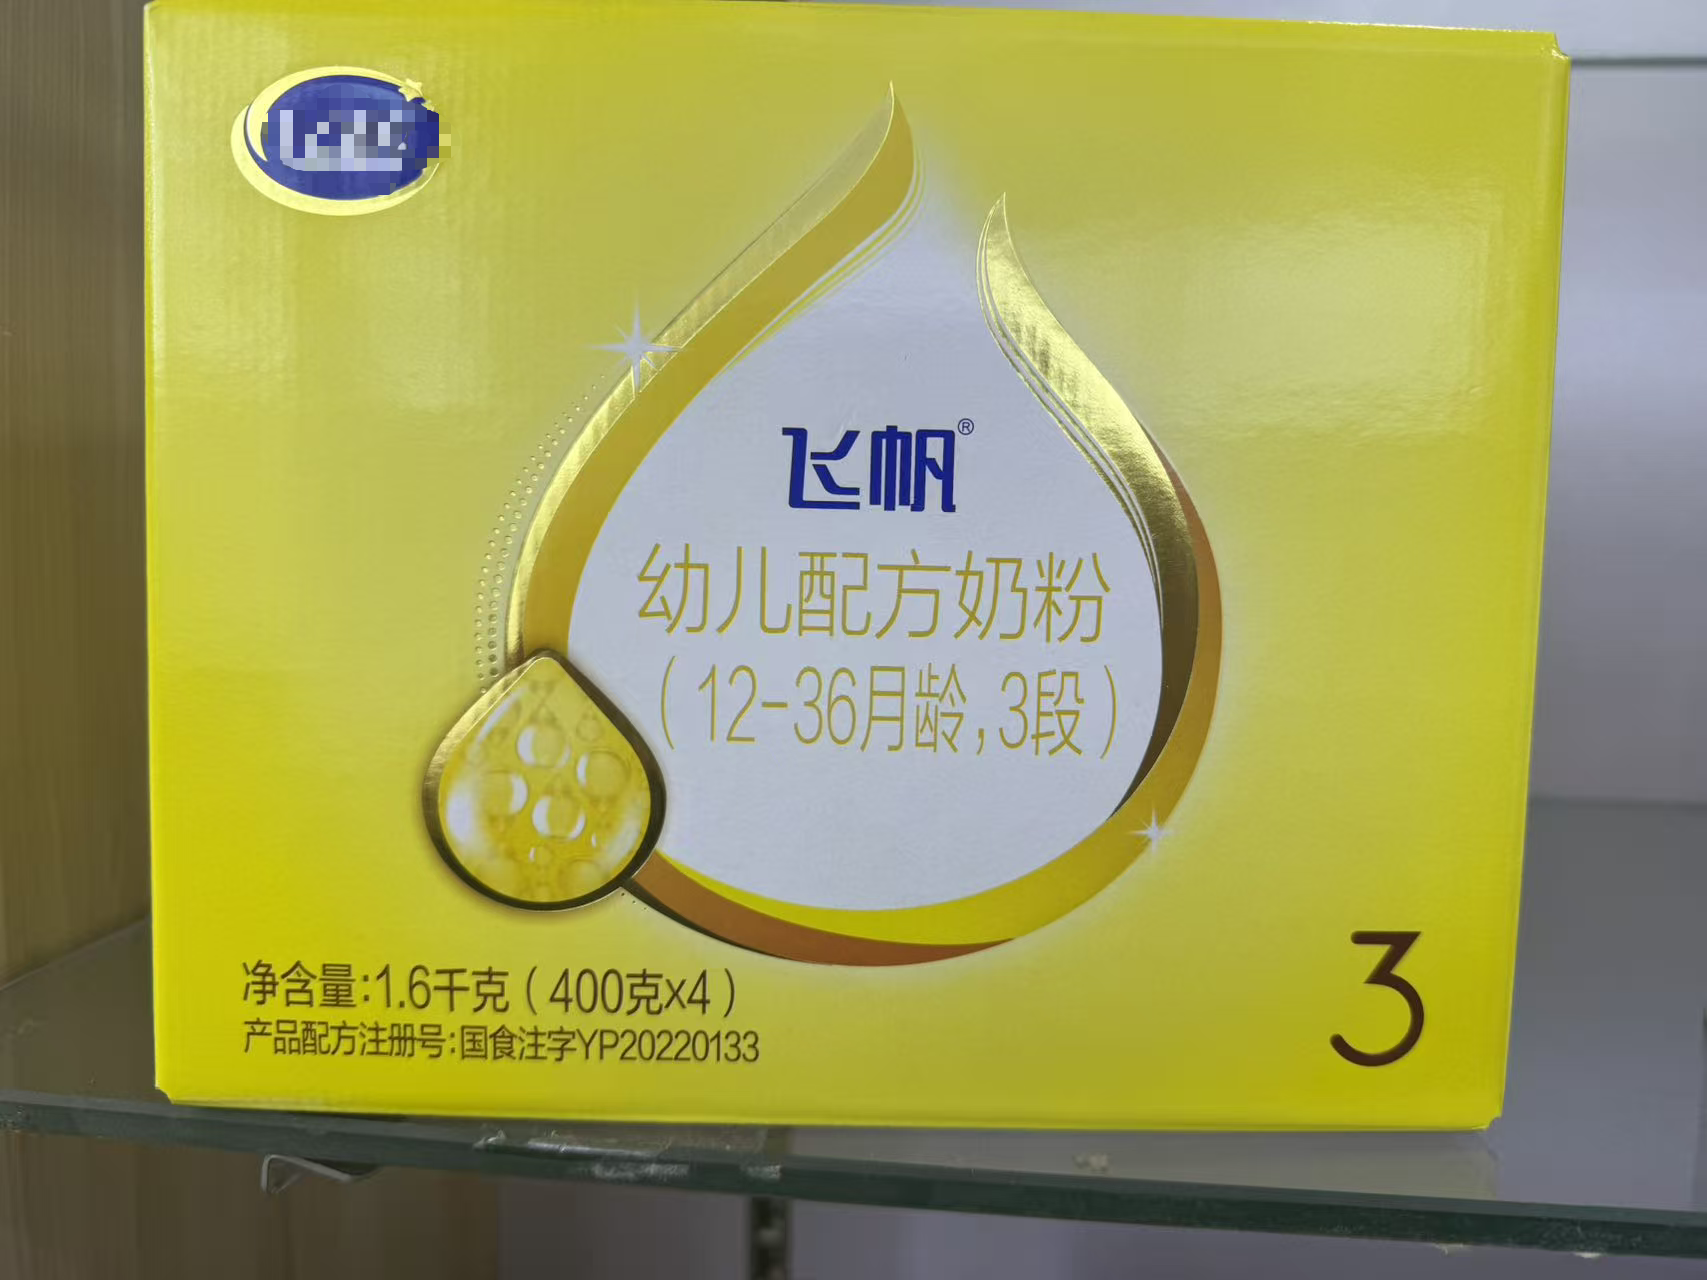 飞帆®
幼儿配方奶粉
（12-36月龄,3段）
净含量:1.6千克（400克x4）
产品配方注册号:国食注字YP20220133
3